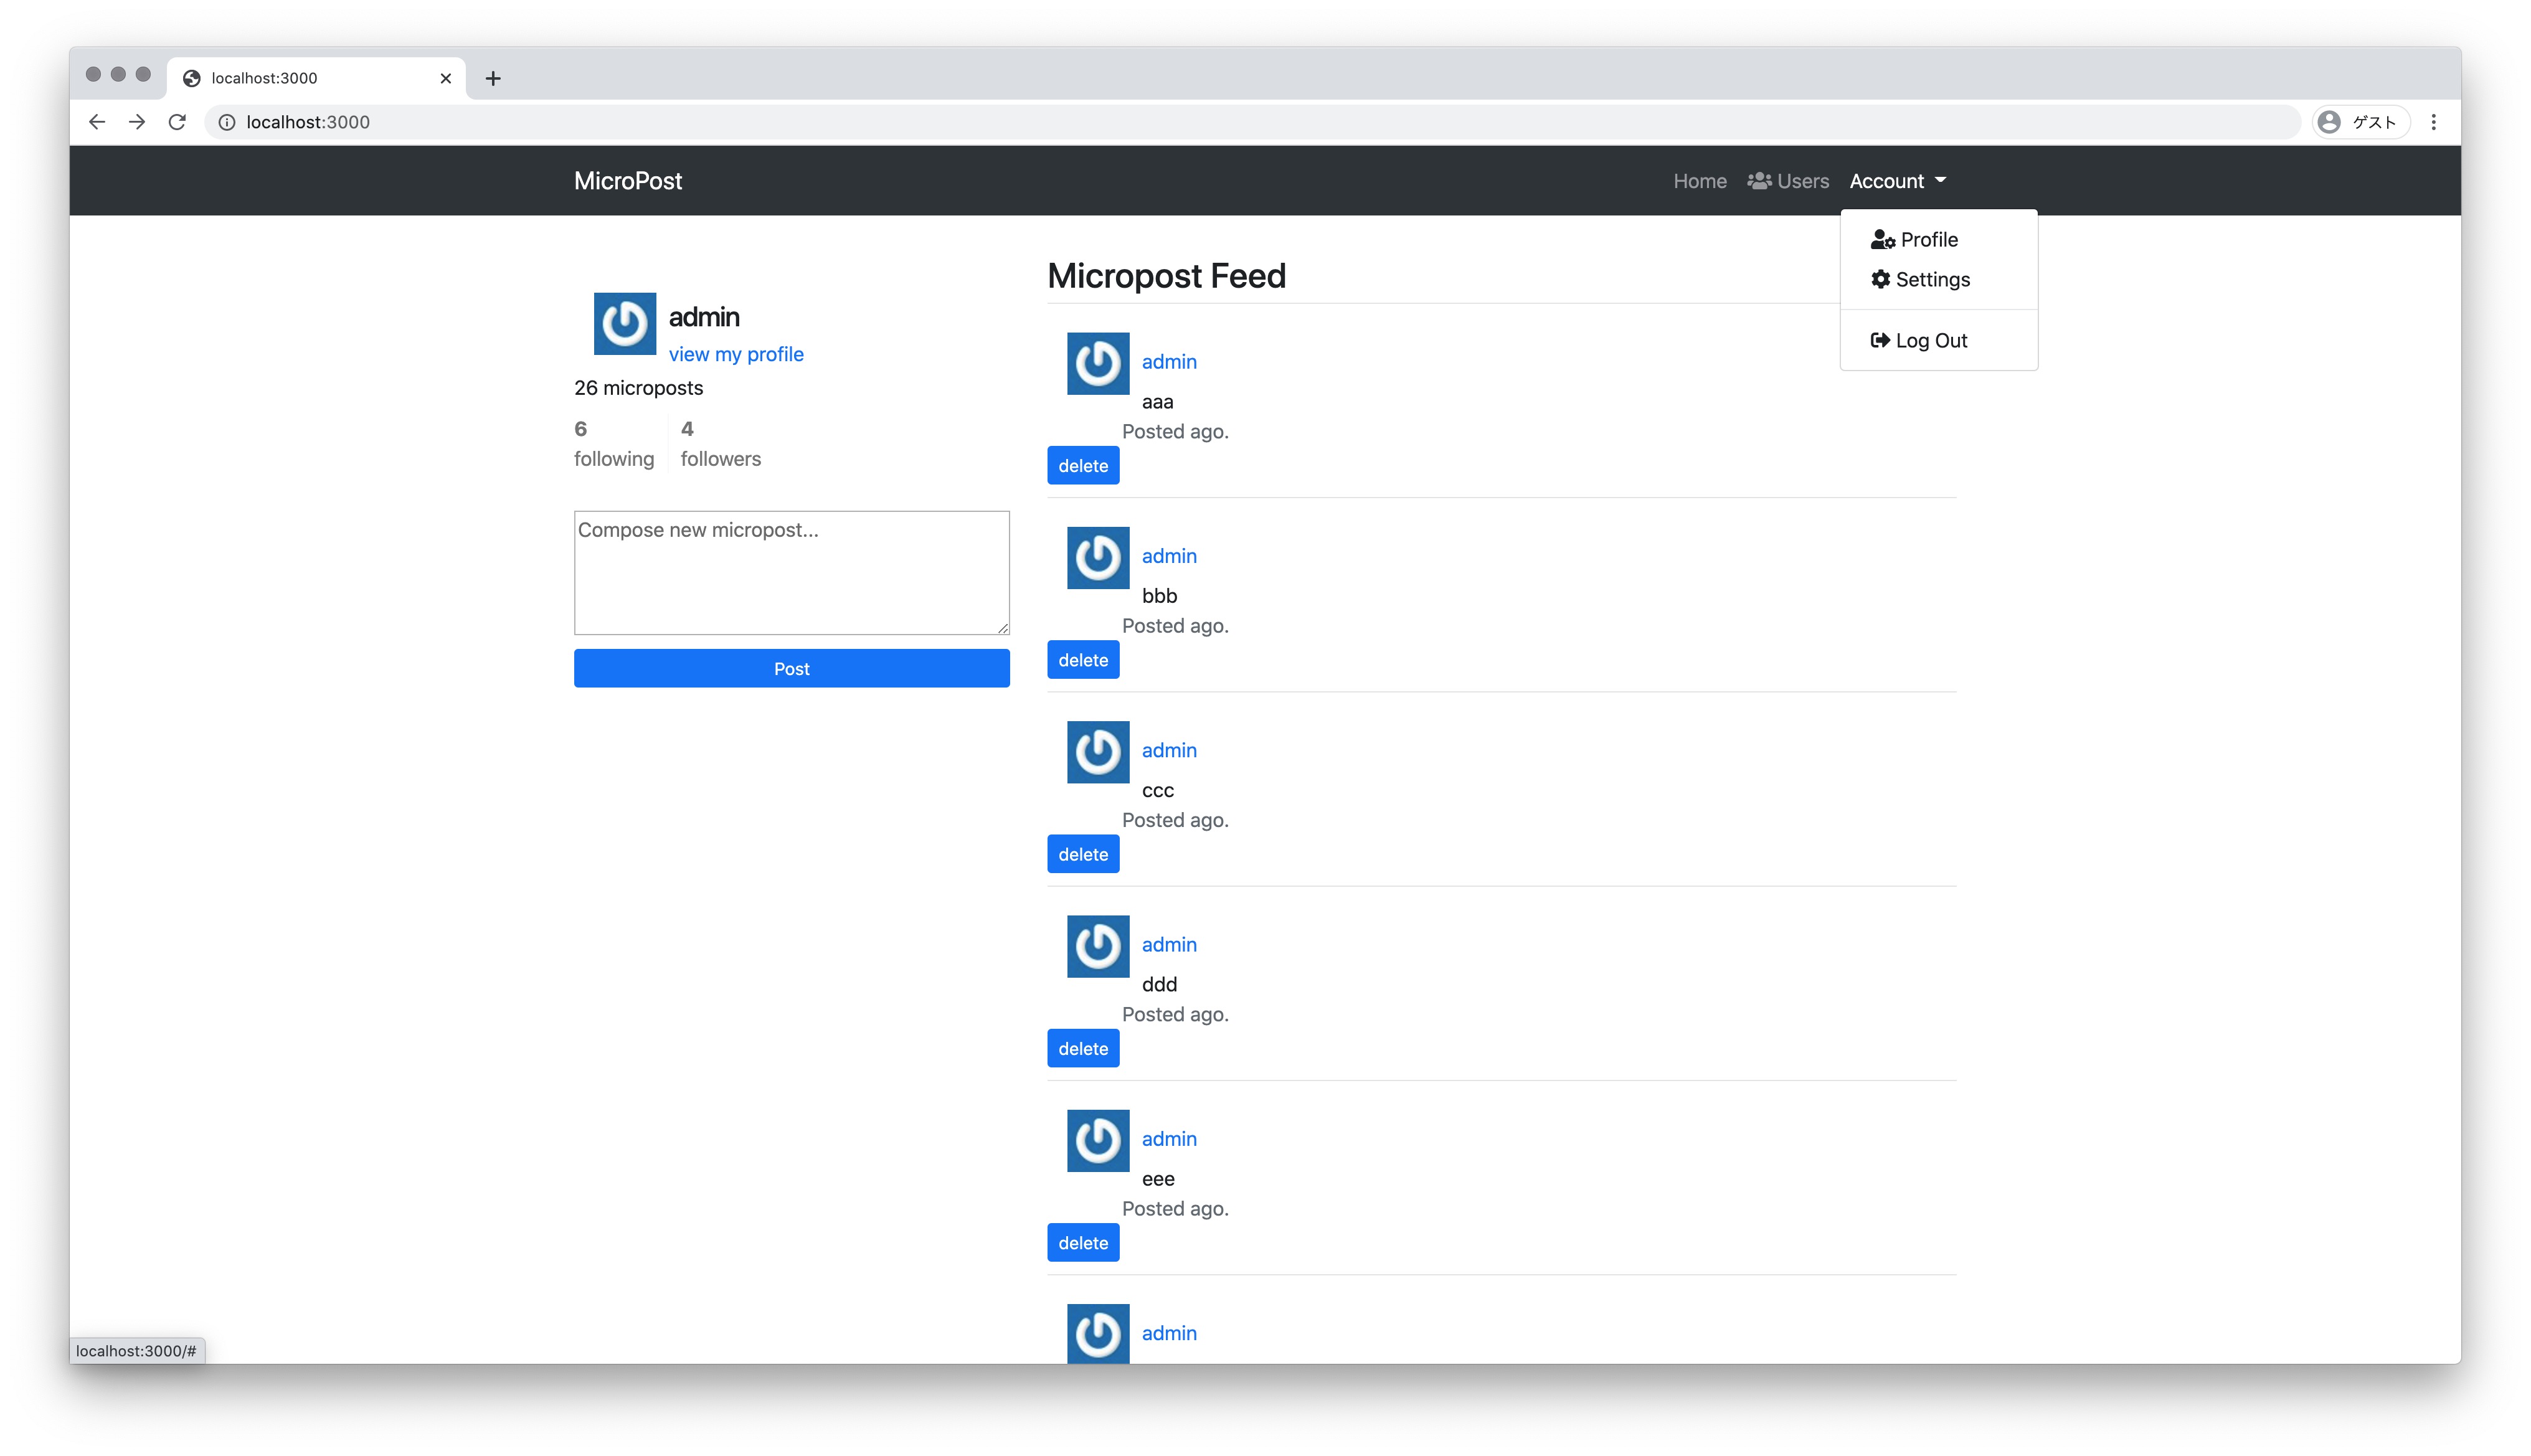 localhost:3000
localhost:3000
ゲスト
MicroPost
Home
Users
Account
Profile
Settings
Log Out
admin
view my profile
26 microposts
6 4
following followers
Compose new micropost...
Post
Micropost Feed
admin
aaa
Posted ago.
delete
admin
bbb
Posted ago.
delete
admin
ccc
Posted ago.
delete
admin
ddd
Posted ago.
delete
admin
eee
Posted ago.
delete
admin
localhost:3000/#